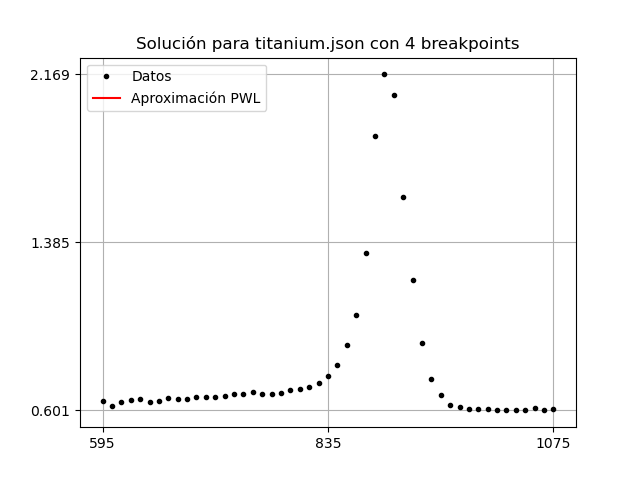 Solución para titanium.json con 4 breakpoints
2.169
Datos
Aproximación PWL
1.385
0.601
595
835
1075